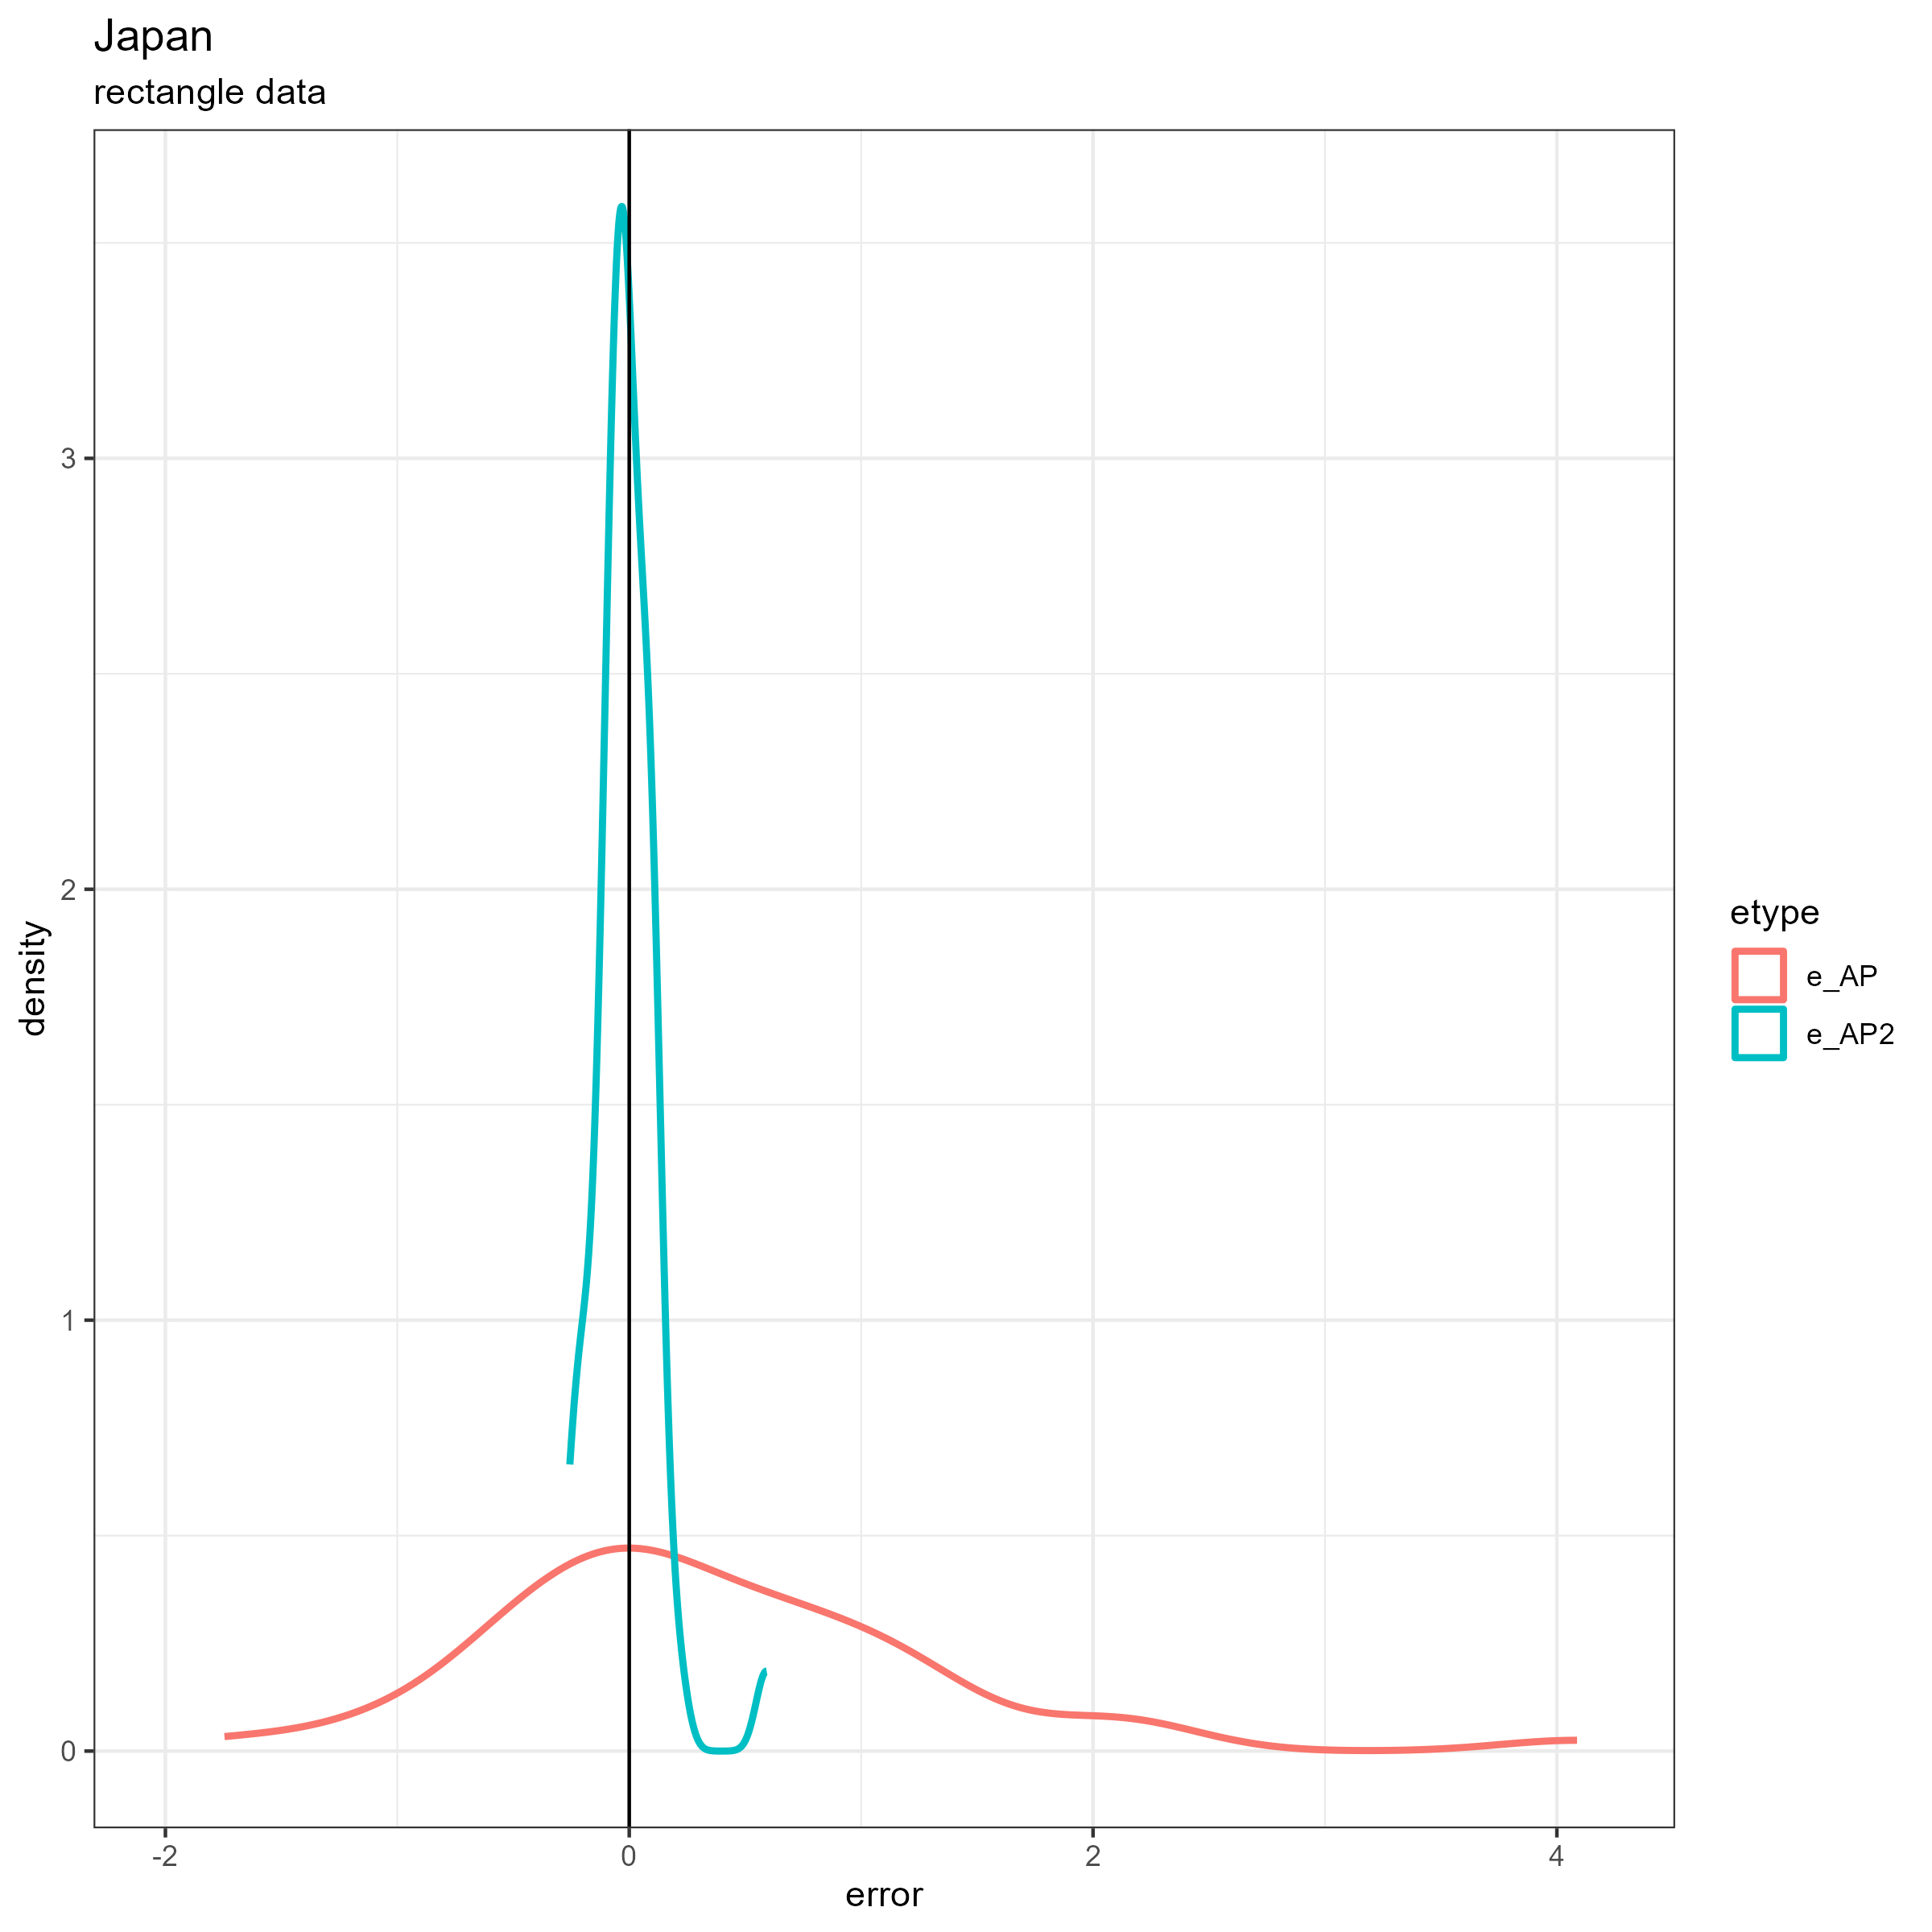 Japan
rectangle data
3
2
1
0
density
-2 0 2 4
error
etype
e_AP
e_AP2